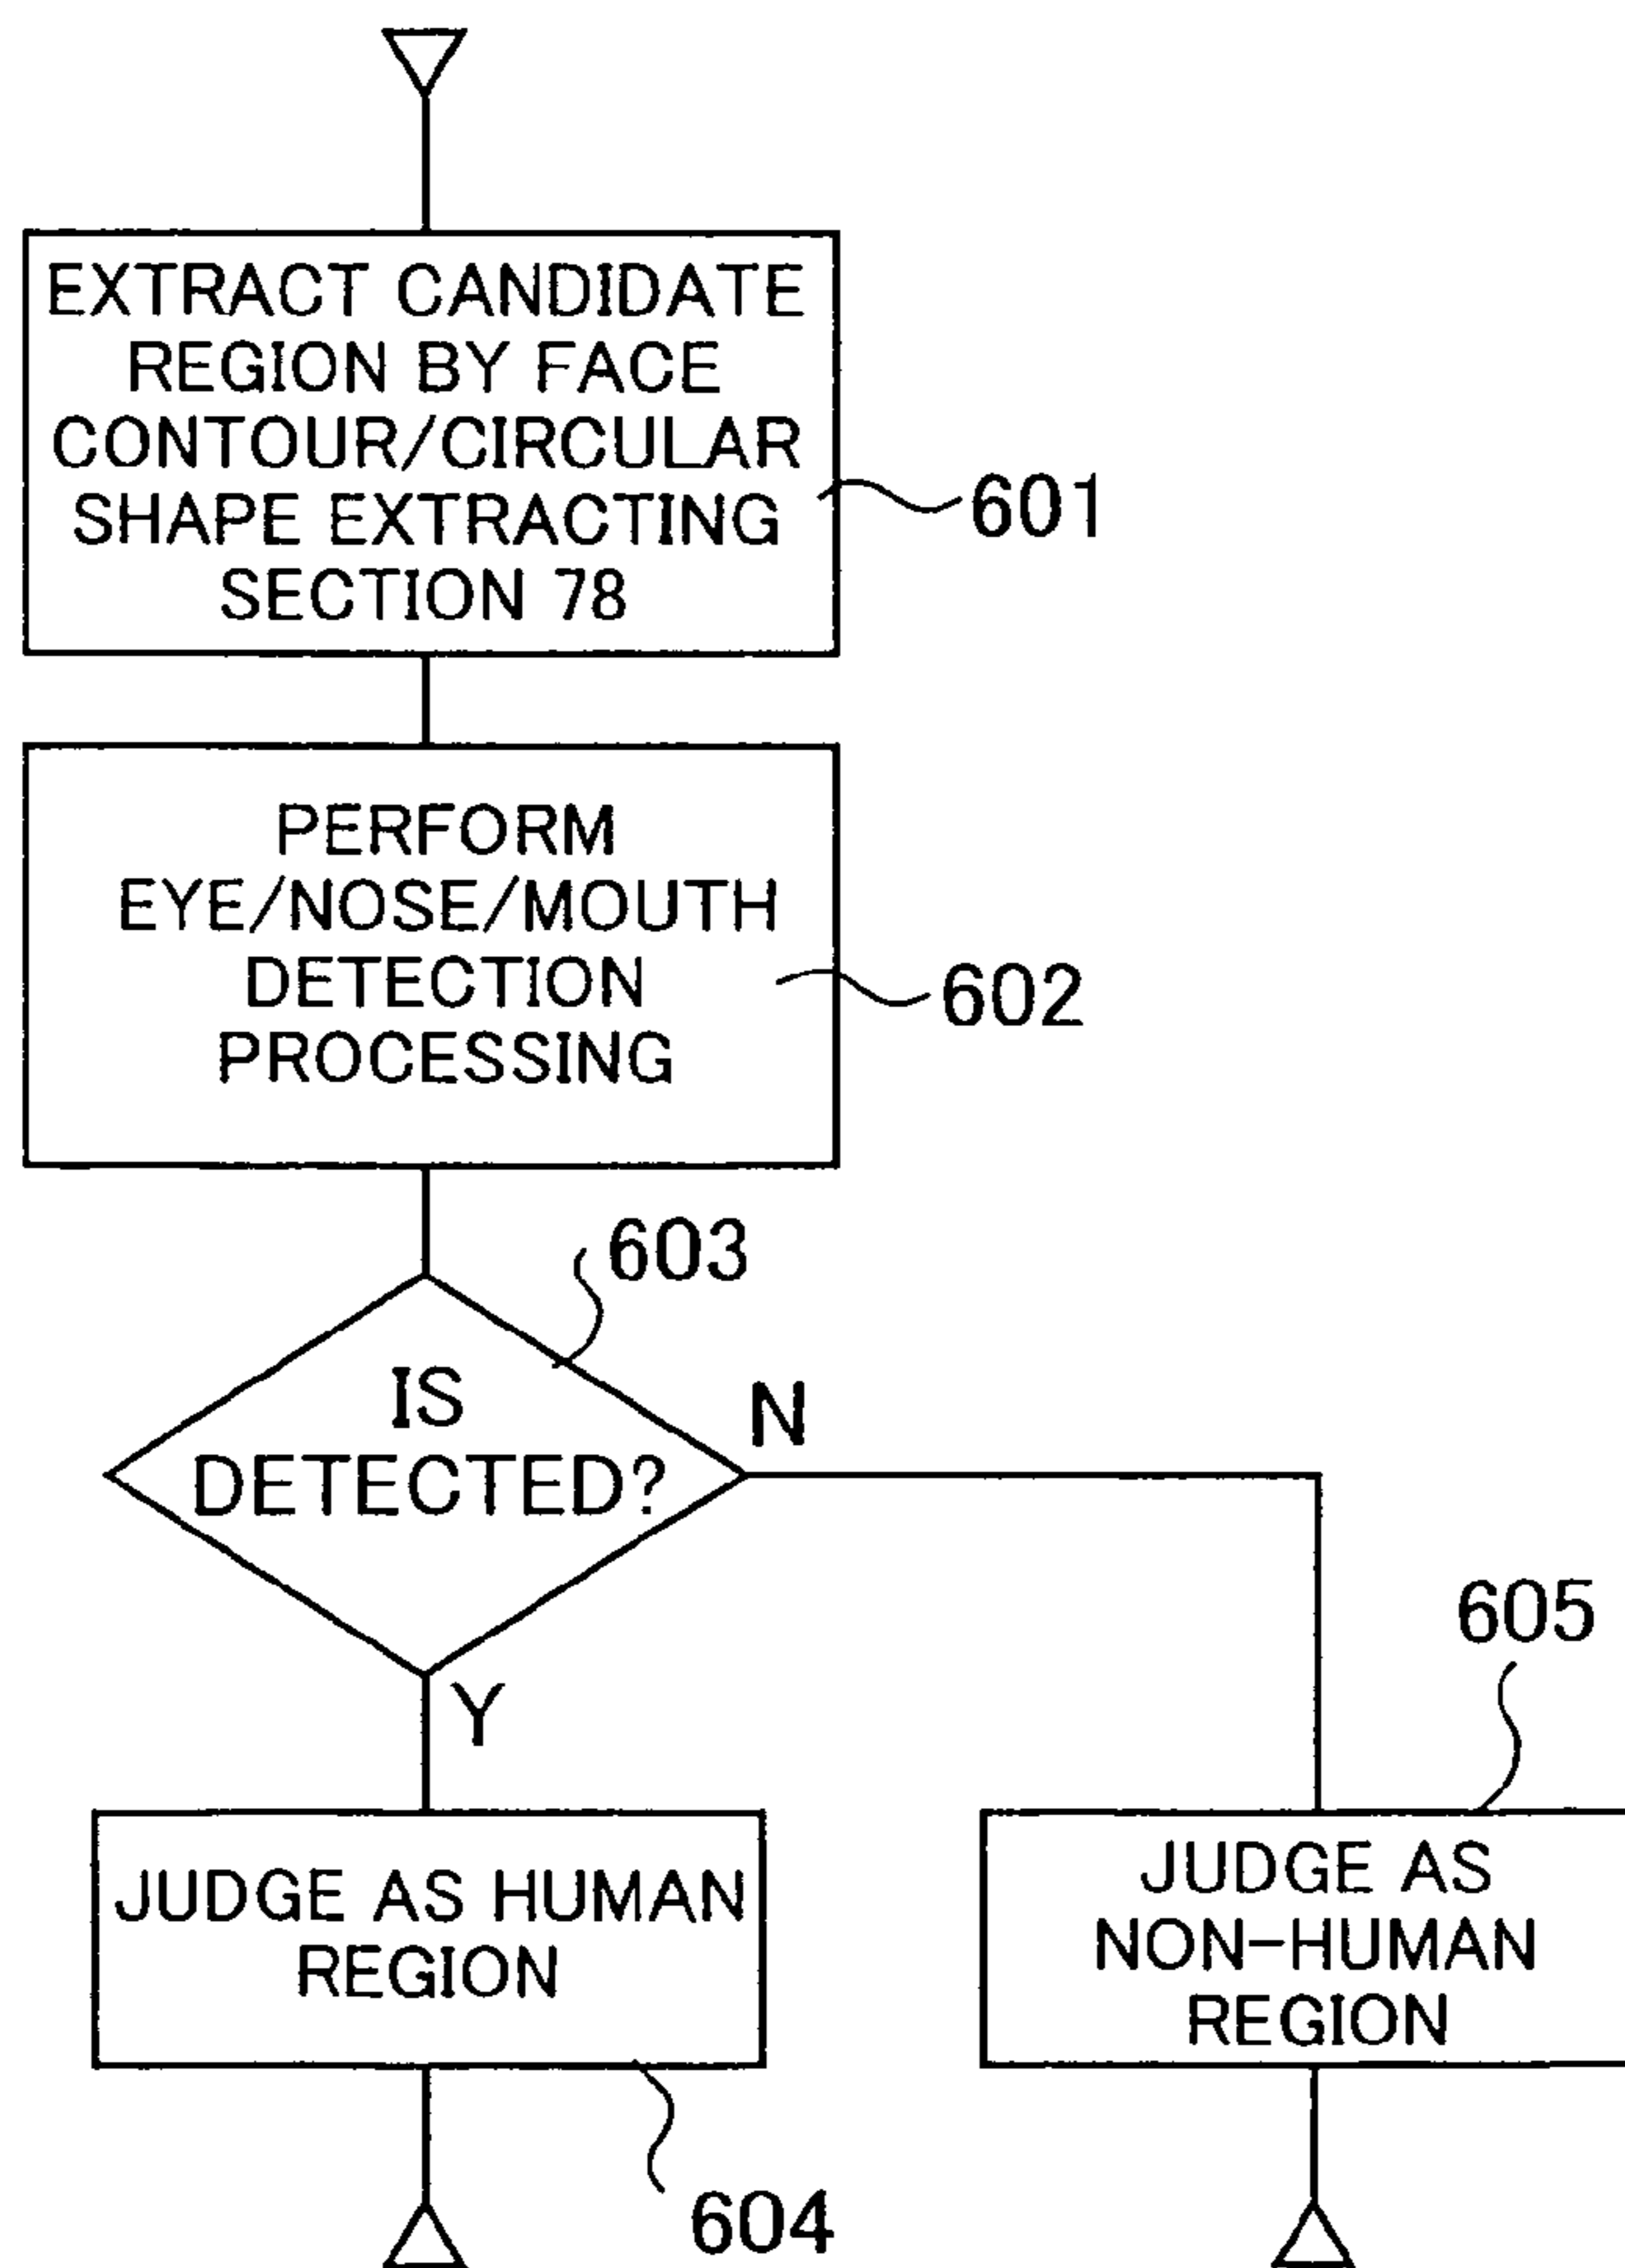 EXTRACT CANDIDATE
REGION BY FACE
CONTOUR/CIRCULAR
SHAPE EXTRACTING
SECTION 78
601
PERFORM
EYE/NOSE/MOUTH
DETECTION
PROCESSING
602
603
IS
DETECTED?
N
Y
605
JUDGE AS HUMAN
REGION
JUDGE AS
NON-HUMAN
REGION
604